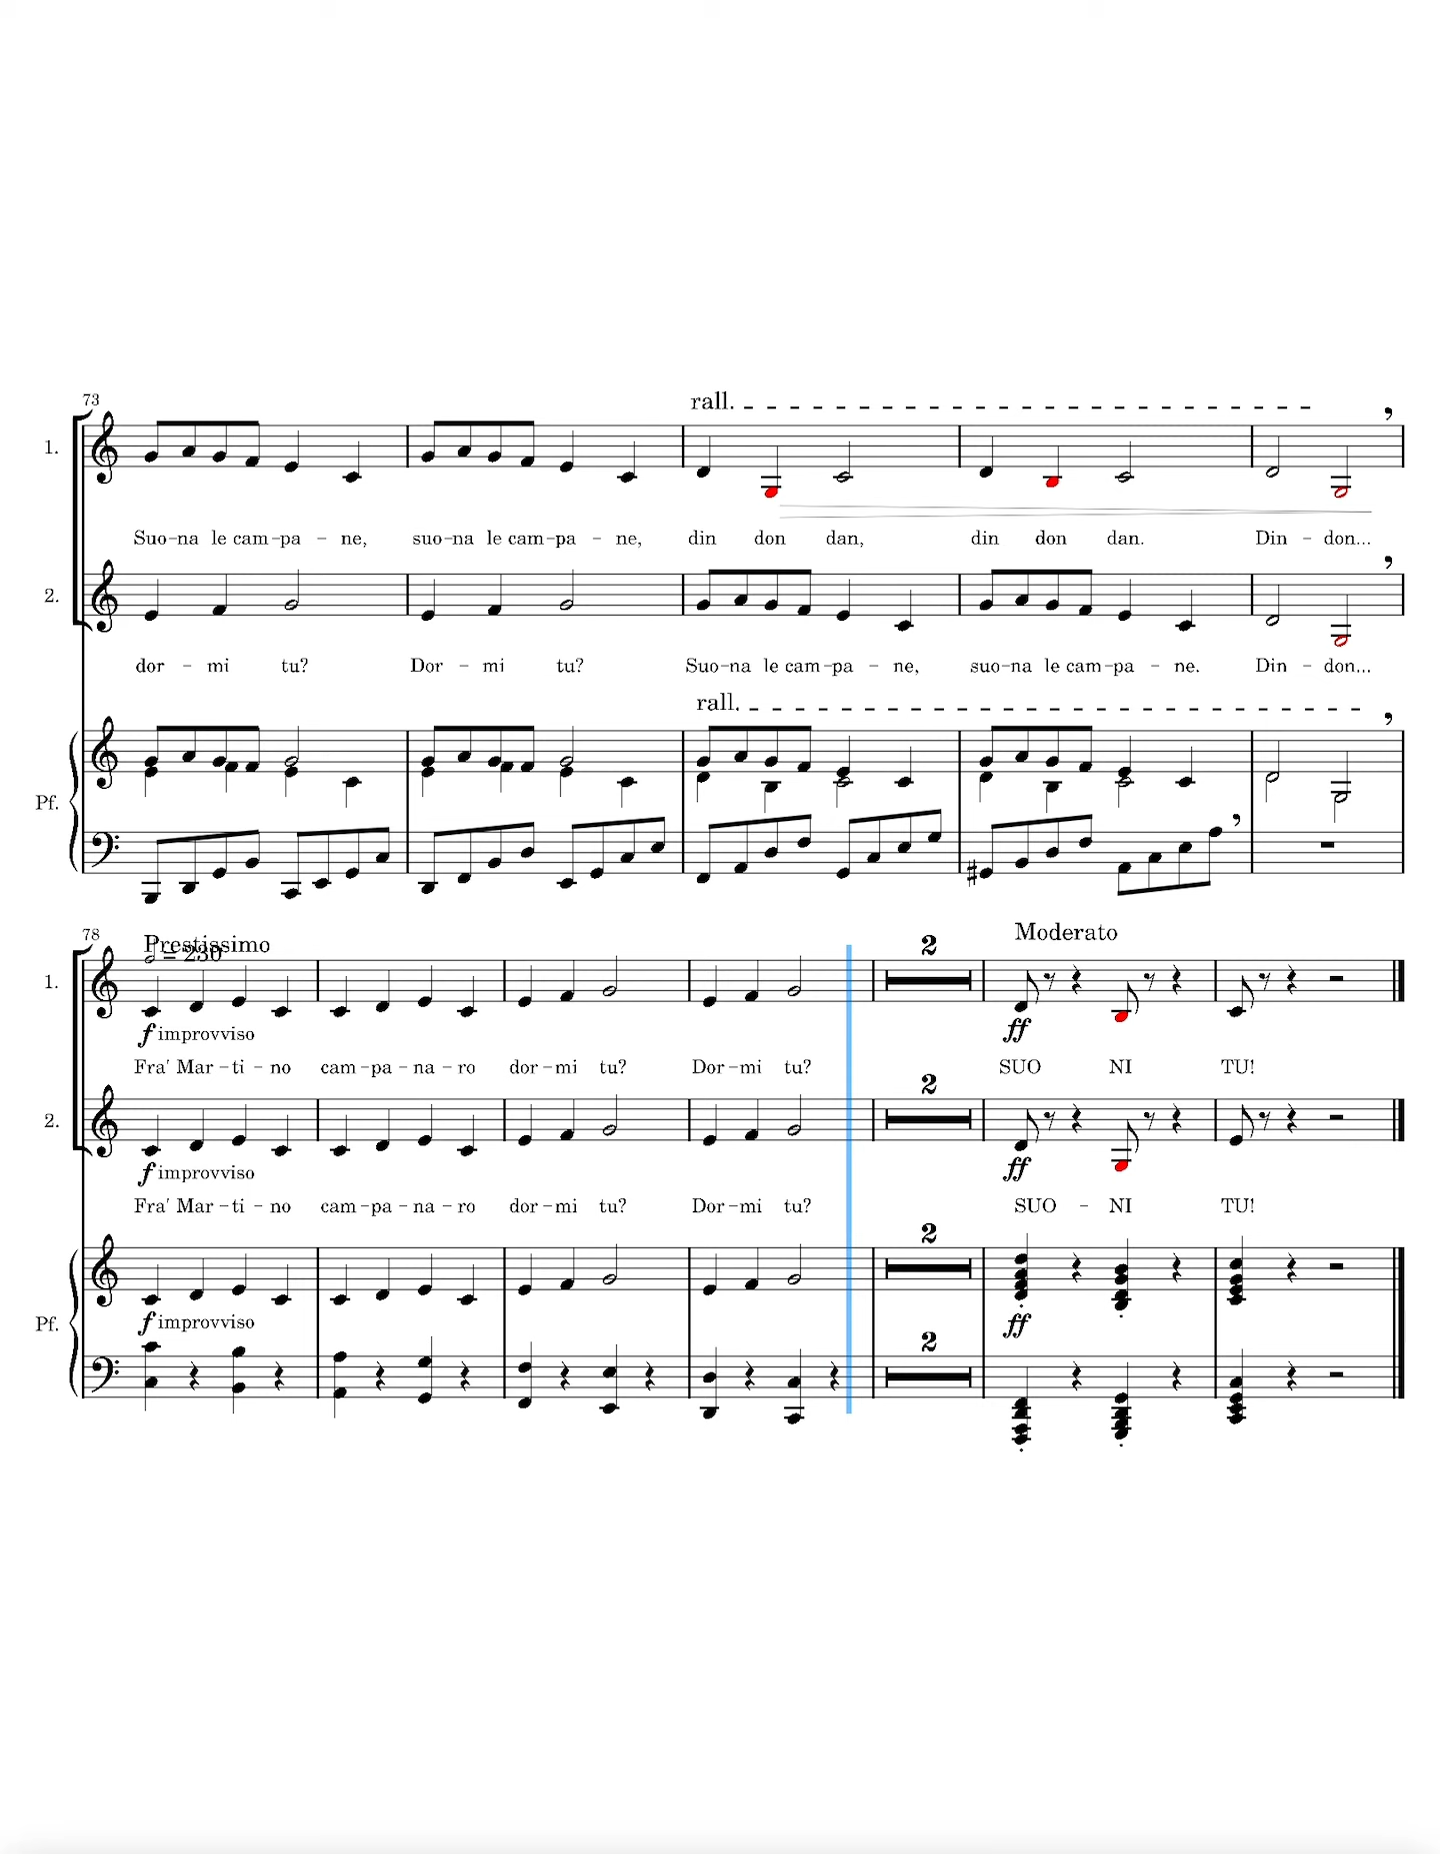 73
rall.
1.
Suo-na le cam-pa - ne, suo-na le cam-pa - ne, din don dan, din don dan. Din - don...
2.
dor - mi tu? Dor - mi tu? Suo-na le cam-pa - ne, suo-na le cam-pa - ne. Din - don...
rall.
Pf.
78 Prestissimo 2 Moderato
= 230
1.
f improvviso ff
Fra' Mar-ti-no cam-pa-na-ro dor-mi tu? Dor-mi tu? SUO NI TU!
2
2.
f improvviso ff
Fra' Mar-ti-no cam-pa-na-ro dor-mi tu? Dor-mi tu? SUO - NI TU!
2
Pf.
f improvviso ff
2